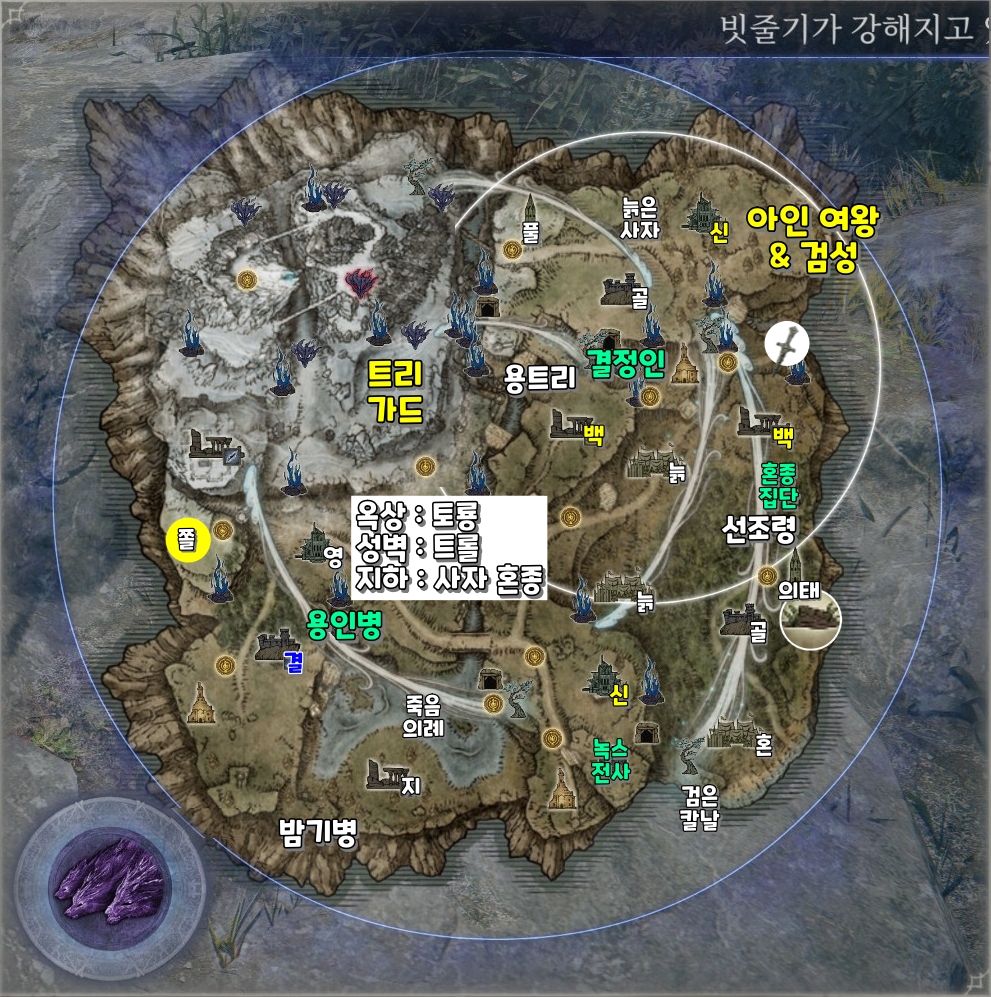 빗줄기가 강해지고
늙은
사자
신
아인 여왕
& 검성
풀
골
결정인
트리
가드
용트리
백
백
늙
혼종
집단
선조령
옥상 : 토룡
성벽 : 트롤
지하 : 사자 혼종
쫄
영
의태
늙
골
용인병
결
신
죽음
의례
녹스
전사
혼
지
검은
칼날
밤기병